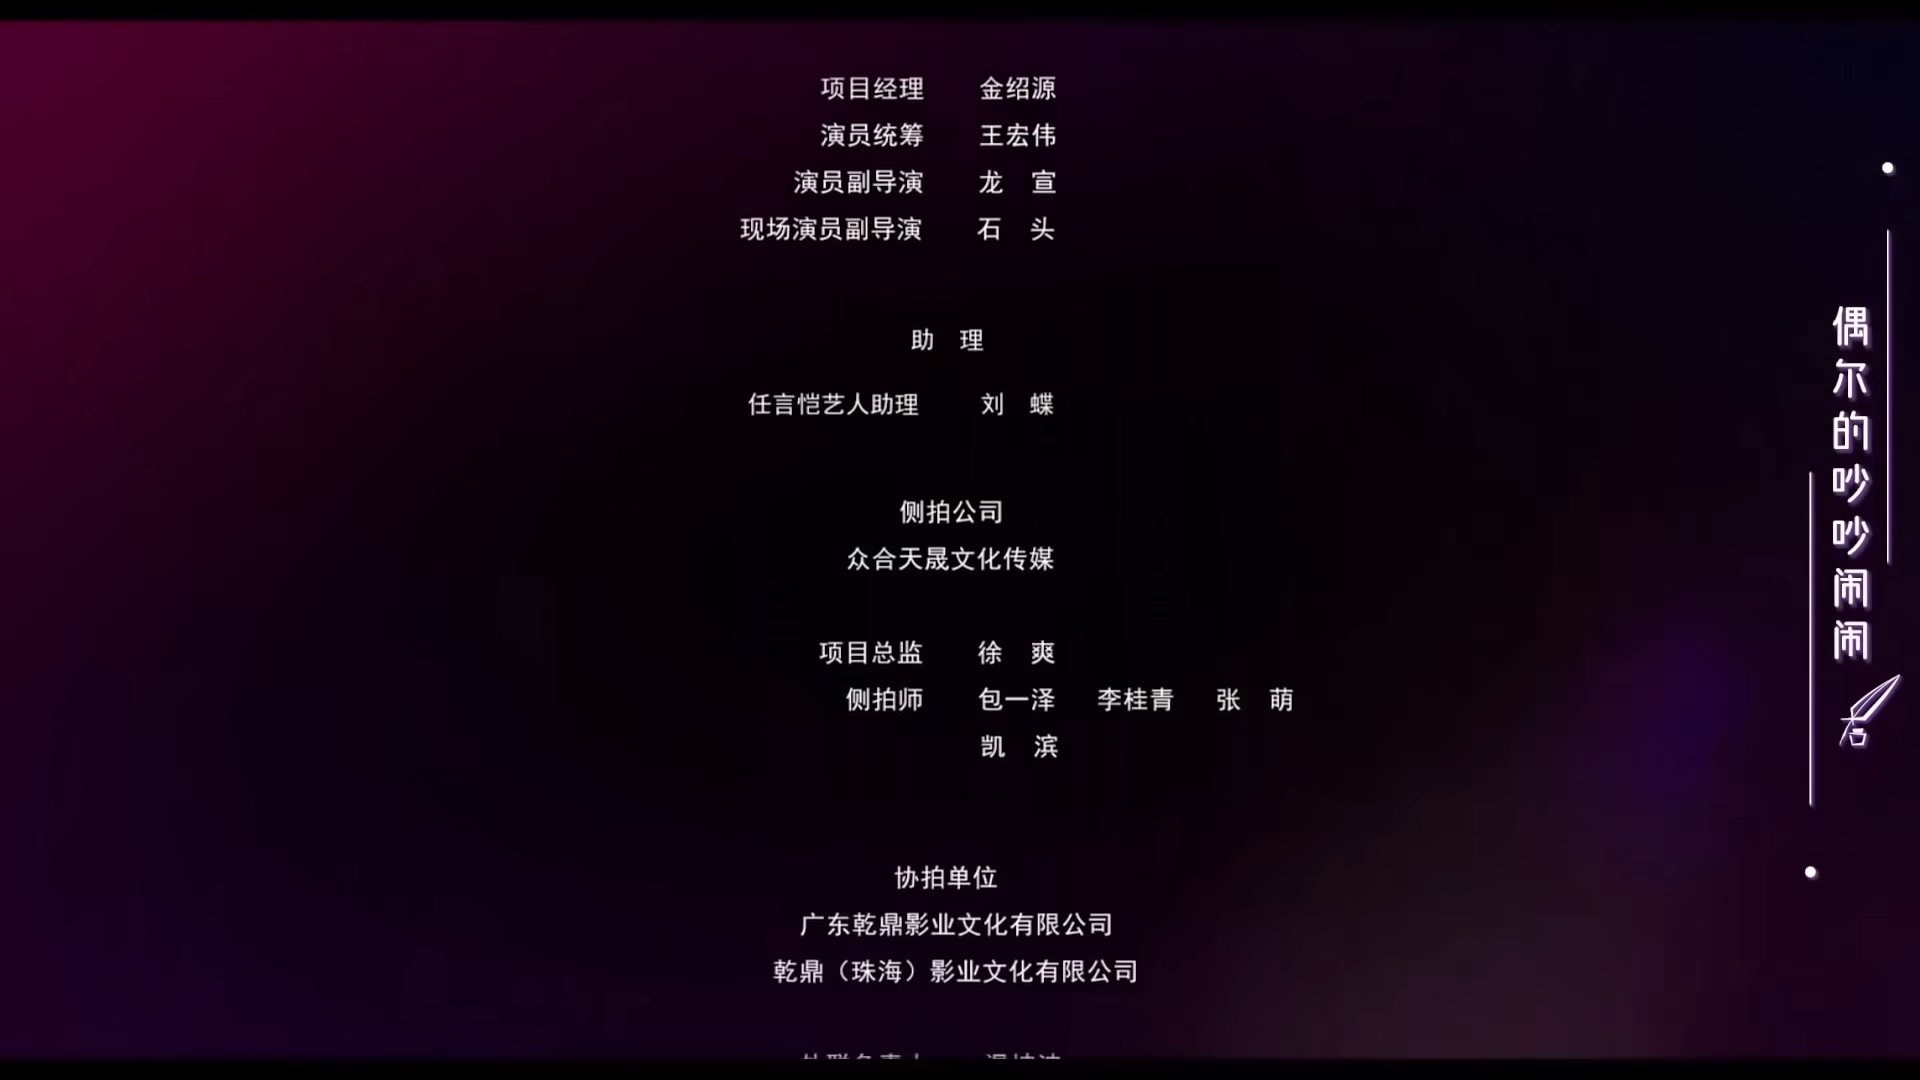 项目经理 金绍源
演员统筹 王宏伟
演员副导演 龙 宣
现场演员副导演 石 头
助 理
任言恺艺人助理 刘 蝶
侧拍公司
众合天晟文化传媒
项目总监 徐 爽
侧拍师 包一泽 李桂青 张 萌
凯 滨
协拍单位
广东乾鼎影业文化有限公司
乾鼎（珠海）影业文化有限公司
偶尔的吵吵闹闹